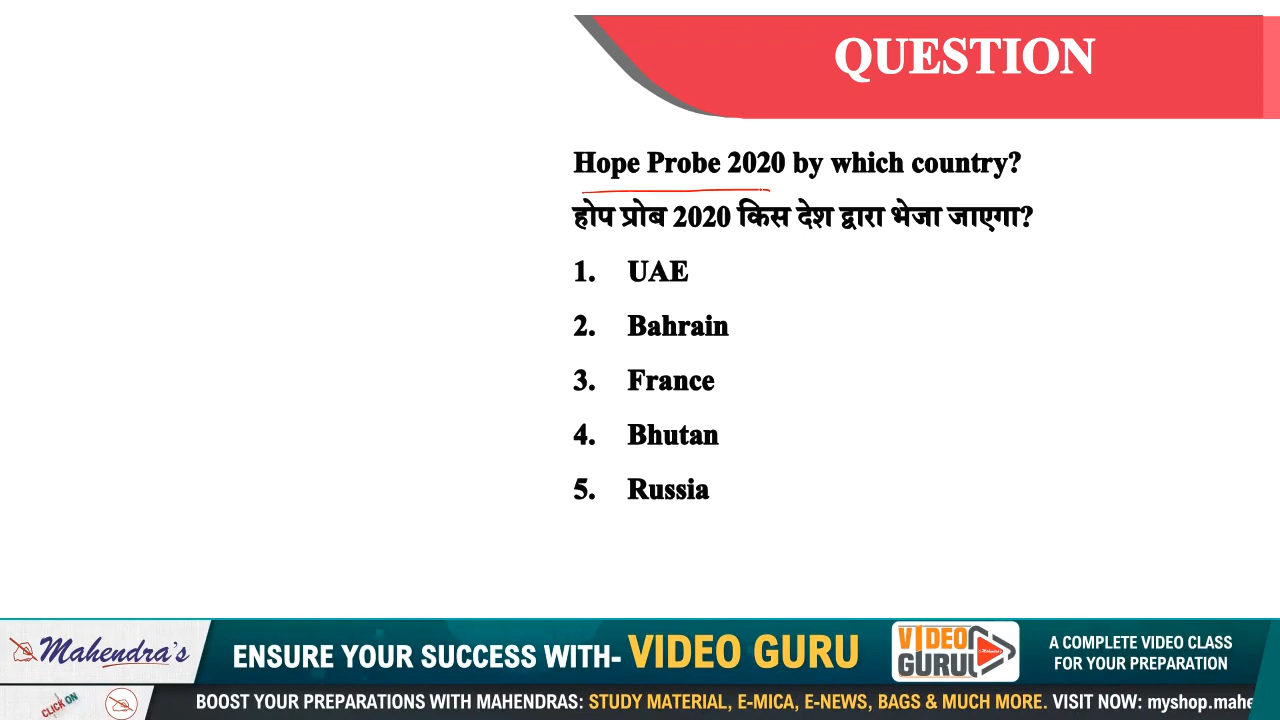 QUESTION
Hope Probe 2020 by which country?
होप प्रोब 2020 किस देश द्वारा भेजा जाएगा?
1. UAE
2. Bahrain
3. France
4. Bhutan
5. Russia
Mahendra's
ENSURE YOUR SUCCESS WITH- VIDEO GURU
VIDEO GURU
A COMPLETE VIDEO CLASS
FOR YOUR PREPARATION
CLICK ON
BOOST YOUR PREPARATIONS WITH MAHENDRAS: STUDY MATERIAL, E-MICA, E-NEWS, BAGS & MUCH MORE. VISIT NOW: myshop.mahe